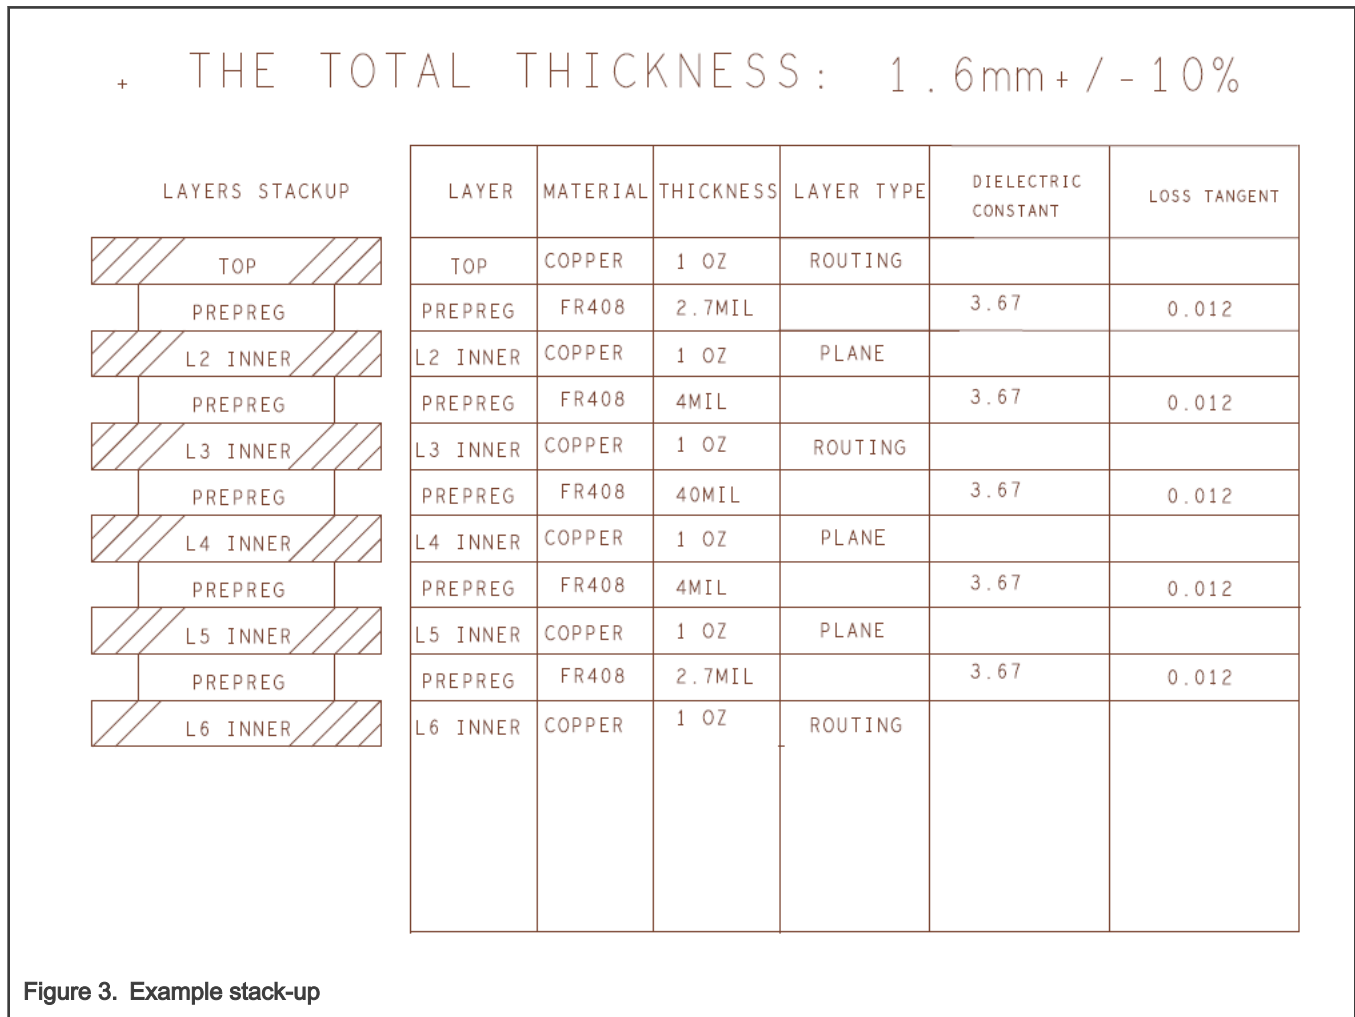 + THE TOTAL THICKNESS: 1.6mm+/-10%
LAYERS STACKUP
TOP
PREPREG
L2 INNER
PREPREG
L3 INNER
PREPREG
L4 INNER
PREPREG
L5 INNER
PREPREG
L6 INNER
LAYER MATERIAL THICKNESS LAYER TYPE DIELECTRIC CONSTANT LOSS TANGENT
TOP COPPER 1 OZ ROUTING
PREPREG FR408 2.7MIL 3.67 0.012
L2 INNER COPPER 1 OZ PLANE
PREPREG FR408 4MIL 3.67 0.012
L3 INNER COPPER 1 OZ ROUTING
PREPREG FR408 40MIL 3.67 0.012
L4 INNER COPPER 1 OZ PLANE
PREPREG FR408 4MIL 3.67 0.012
L5 INNER COPPER 1 OZ PLANE
PREPREG FR408 2.7MIL 3.67 0.012
L6 INNER COPPER 1 OZ ROUTING
Figure 3. Example stack-up